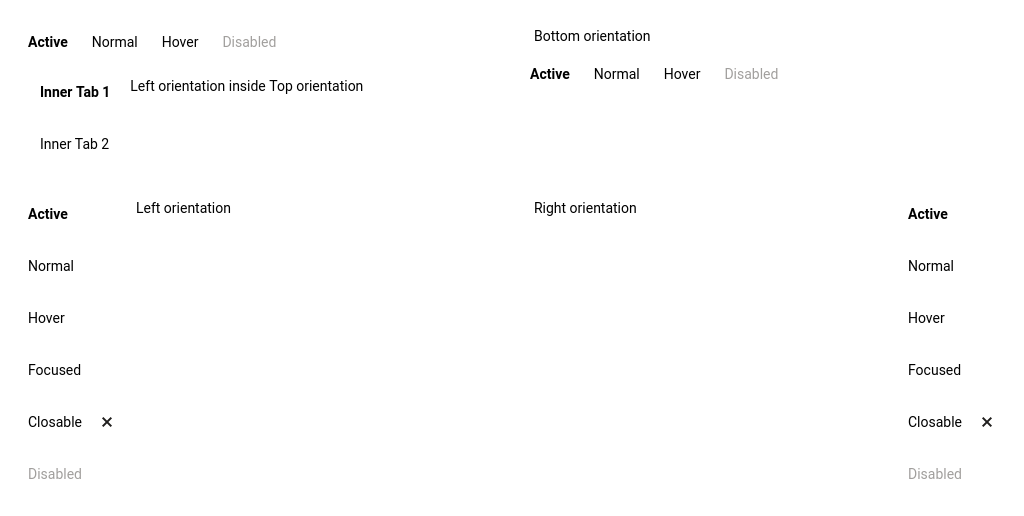 Active Normal Hover Disabled
Inner Tab 1 Left orientation inside Top orientation
Inner Tab 2
Bottom orientation
Active Normal Hover Disabled
Active Left orientation
Normal
Hover
Focused
Closable ×
Disabled
Right orientation Active
Normal
Hover
Focused
Closable ×
Disabled